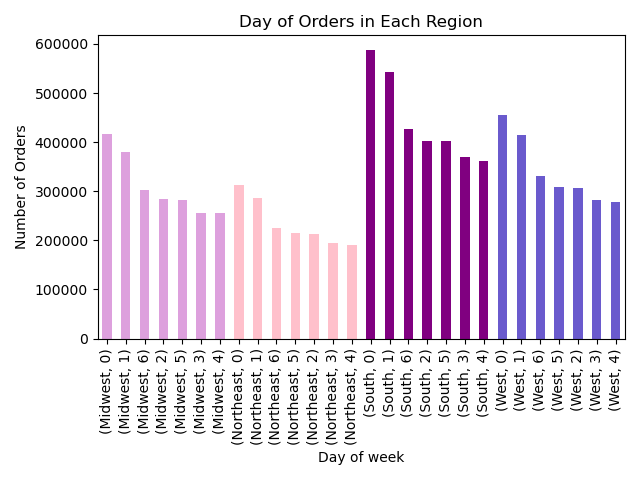 Day of Orders in Each Region
600000
500000
400000
300000
200000
100000
0
Number of Orders
(Midwest, 0)
(Midwest, 1)
(Midwest, 6)
(Midwest, 2)
(Midwest, 5)
(Midwest, 3)
(Midwest, 4)
(Northeast, 0)
(Northeast, 1)
(Northeast, 6)
(Northeast, 5)
(Northeast, 2)
(Northeast, 3)
(Northeast, 4)
(South, 0)
(South, 1)
(South, 6)
(South, 2)
(South, 5)
(South, 3)
(South, 4)
(West, 0)
(West, 1)
(West, 6)
(West, 5)
(West, 2)
(West, 3)
(West, 4)
Day of week